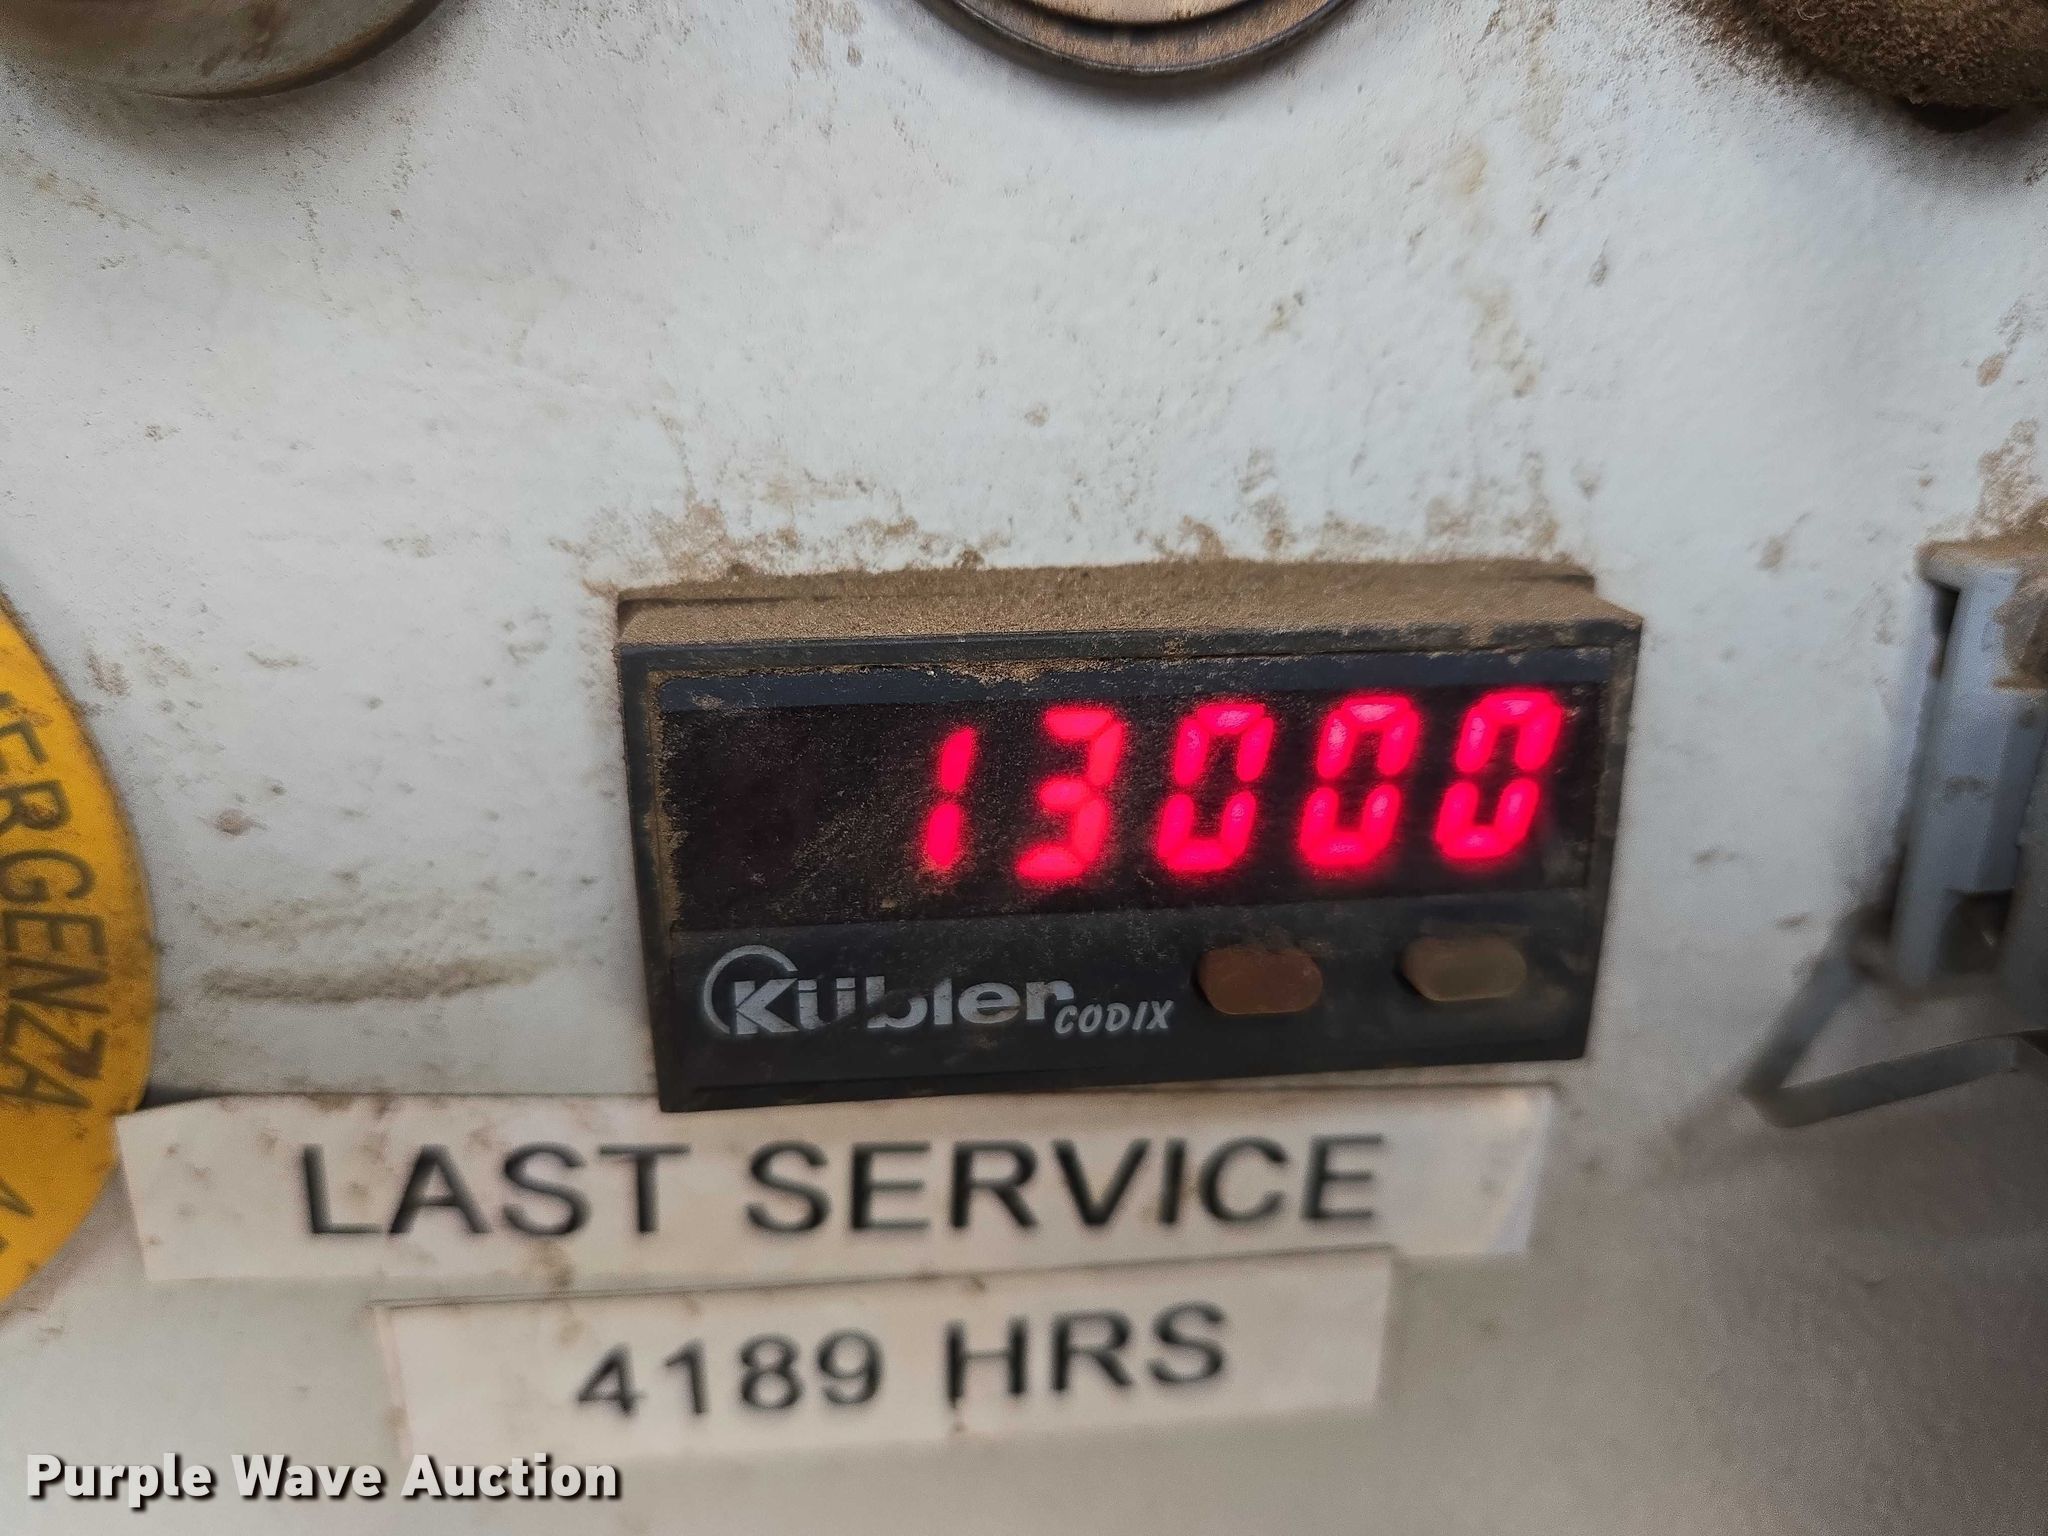 13000
Kübler CODIX
LAST SERVICE
4189 HRS
Purple Wave Auction